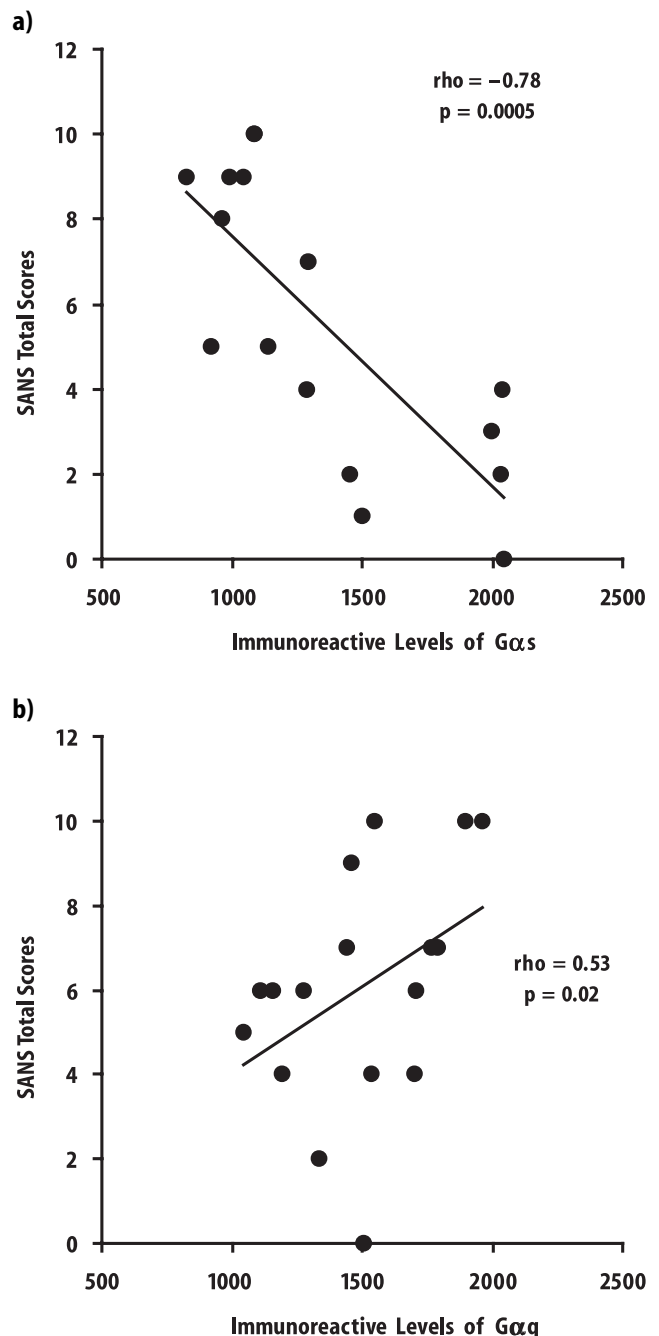 a)
12
rho = −0.78
p = 0.0005
10
8
6
4
2
0
SANS Total Scores
500 1000 1500 2000 2500
Immunoreactive Levels of Gαs
b)
12
10
8
6
4
2
0
SANS Total Scores
rho = 0.53
p = 0.02
500 1000 1500 2000 2500
Immunoreactive Levels of Gαq